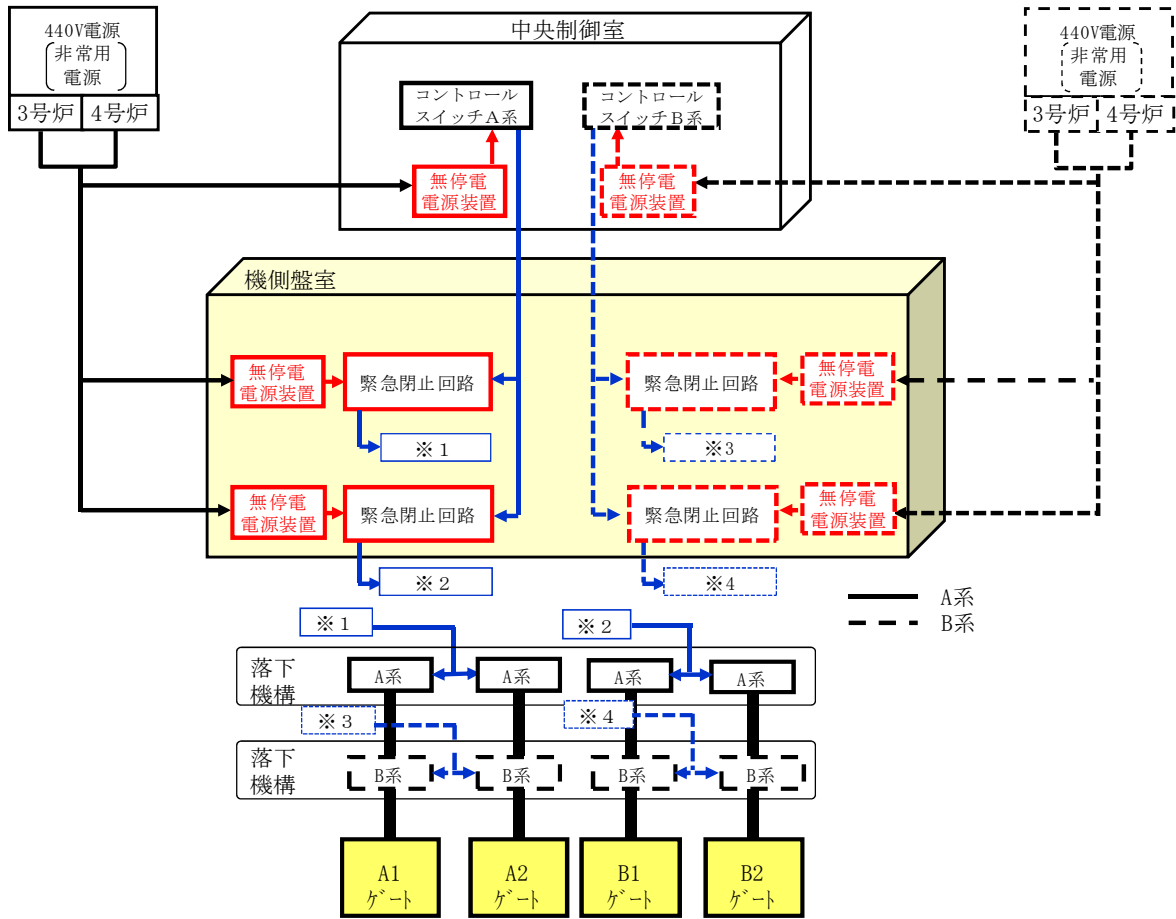 440V電源
非常用
電源
3号炉 4号炉
中央制御室
コントロール
スイッチA系
コントロール
スイッチB系
無停電
電源装置
無停電
電源装置
440V電源
非常用
電源
3号炉 4号炉
機側盤室
無停電
電源装置
緊急閉止回路
緊急閉止回路
無停電
電源装置
※1
※3
無停電
電源装置
緊急閉止回路
緊急閉止回路
無停電
電源装置
※2
※4
A系
B系
※1
※2
落下
機構
A系
A系
A系
A系
※3
※4
落下
機構
B系
B系
B系
B系
A1
ゲート
A2
ゲート
B1
ゲート
B2
ゲート